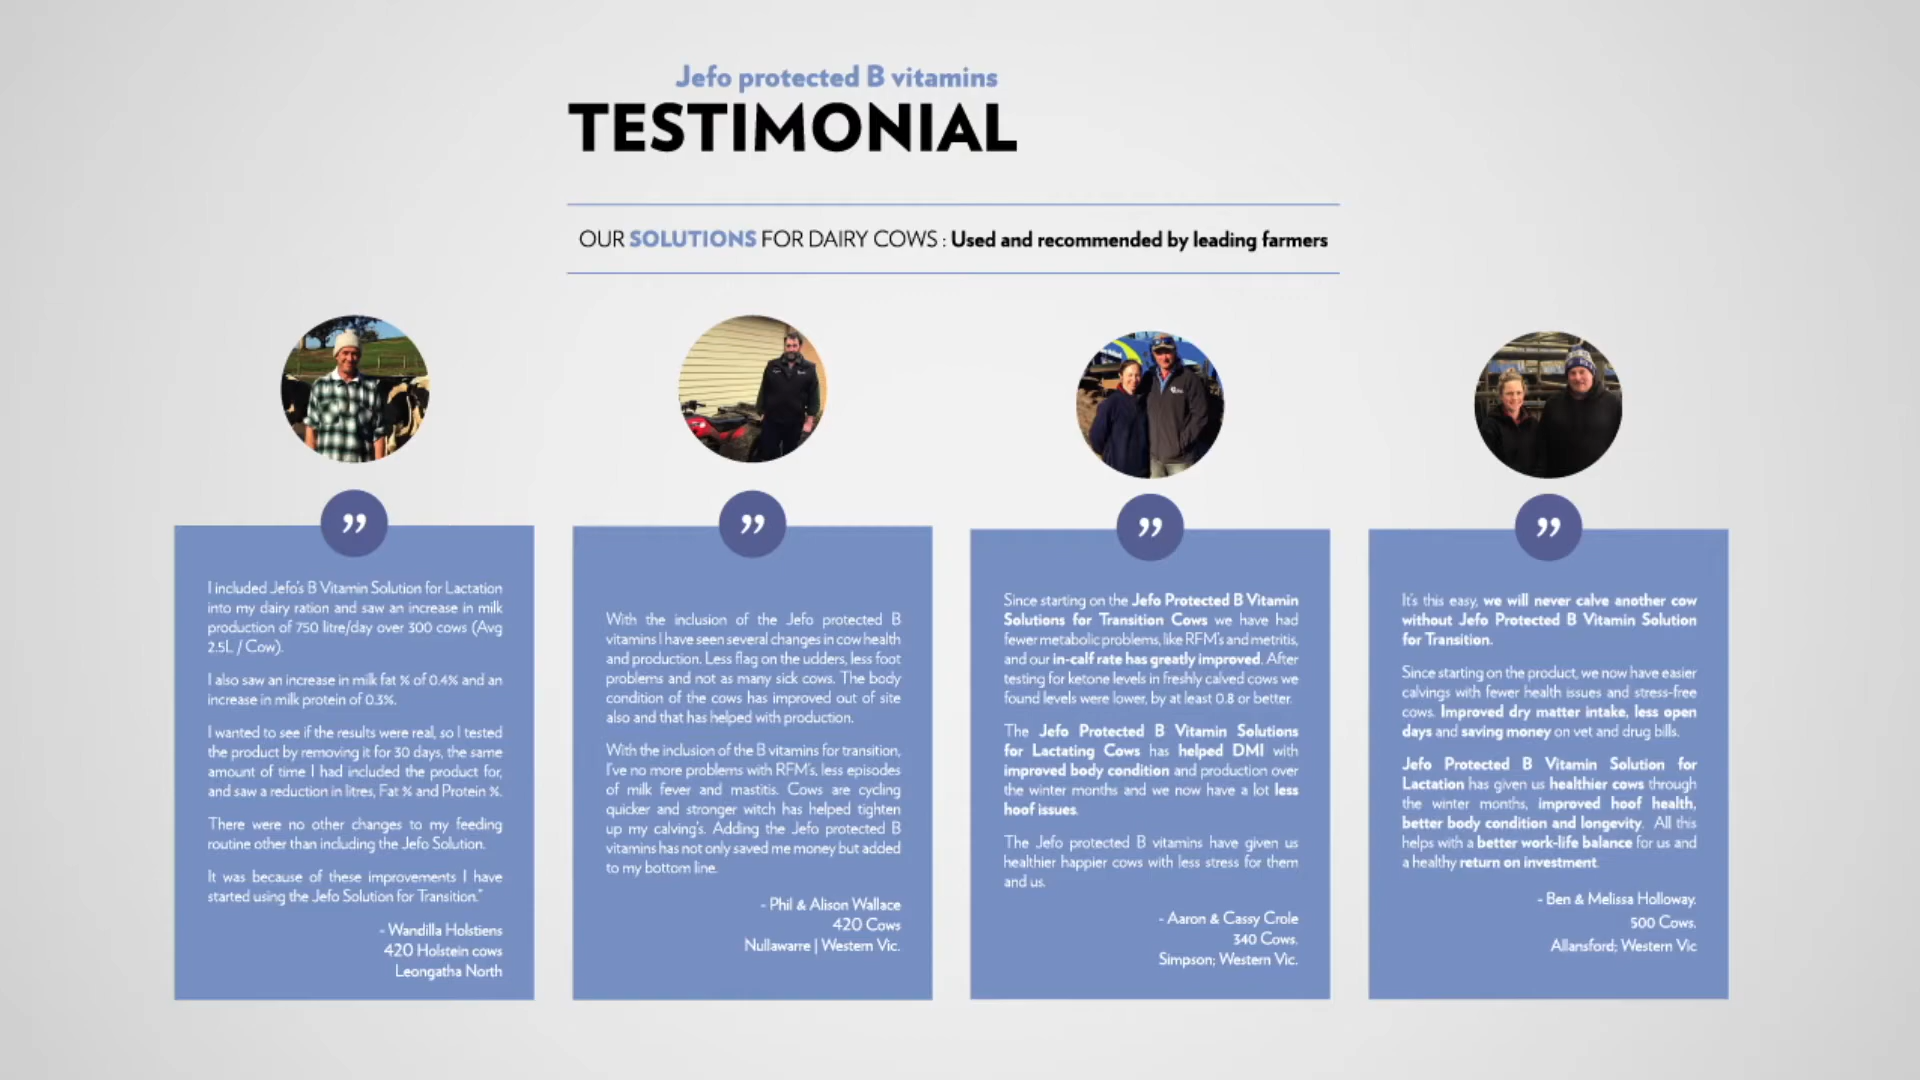 Jefo protected B vitamins
TESTIMONIAL
OUR SOLUTIONS FOR DAIRY COWS : Used and recommended by leading farmers
”
I included Jefo's B Vitamin Solution for Lactation
into my dairy ration and saw an increase in milk
production of 750 litre/day over 300 cows (Avg
2.5L / Cow).
I also saw an increase in milk fat % of 0.4% and an
increase in milk protein of 0.3%.
I wanted to see if the results were real, so I tested
the product by removing it for 30 days, the same
amount of time I had included the product for,
and saw a reduction in litres, Fat % and Protein %.
There were no other changes to my feeding
routine other than including the Jefo Solution.
It was because of these improvements I have
started using the Jefo Solution for Transition."
- Wandilla Holstiens
420 Holstein cows
Leongatha North
”
With the inclusion of the Jefo protected B
vitamins I have seen several changes in cow health
and production. Less flag on the udders, less foot
problems and not as many sick cows. The body
condition of the cows has improved out of site
also and that has helped with production.
With the inclusion of the B vitamins for transition,
I've no more problems with RFM's, less episodes
of milk fever and mastitis. Cows are cycling
quicker and stronger witch has helped tighten
up my calving's. Adding the Jefo protected B
vitamins has not only saved me money but added
to my bottom line.
- Phil & Alison Wallace
420 Cows
Nullawarre | Western Vic.
”
Since starting on the Jefo Protected B Vitamin
Solutions for Transition Cows we have had
fewer metabolic problems, like RFM's and metritis,
and our in-calf rate has greatly improved. After
testing for ketone levels in freshly calved cows we
found levels were lower, by at least 0.8 or better.
The Jefo Protected B Vitamin Solutions
for Lactating Cows has helped DMI with
improved body condition and production over
the winter months and we now have a lot less
hoof issues.
The Jefo protected B vitamins have given us
healthier happier cows with less stress for them
and us.
- Aaron & Cassy Crole
340 Cows.
Simpson; Western Vic.
”
It's this easy, we will never calve another cow
without Jefo Protected B Vitamin Solution
for Transition.
Since starting on the product, we now have easier
calvings with fewer health issues and stress-free
cows. Improved dry matter intake, less open
days and saving money on vet and drug bills.
Jefo Protected B Vitamin Solution for
Lactation has given us healthier cows through
the winter months, improved hoof health,
better body condition and longevity. All this
helps with a better work-life balance for us and
a healthy return on investment.
- Ben & Melissa Holloway.
500 Cows.
Allansford; Western Vic